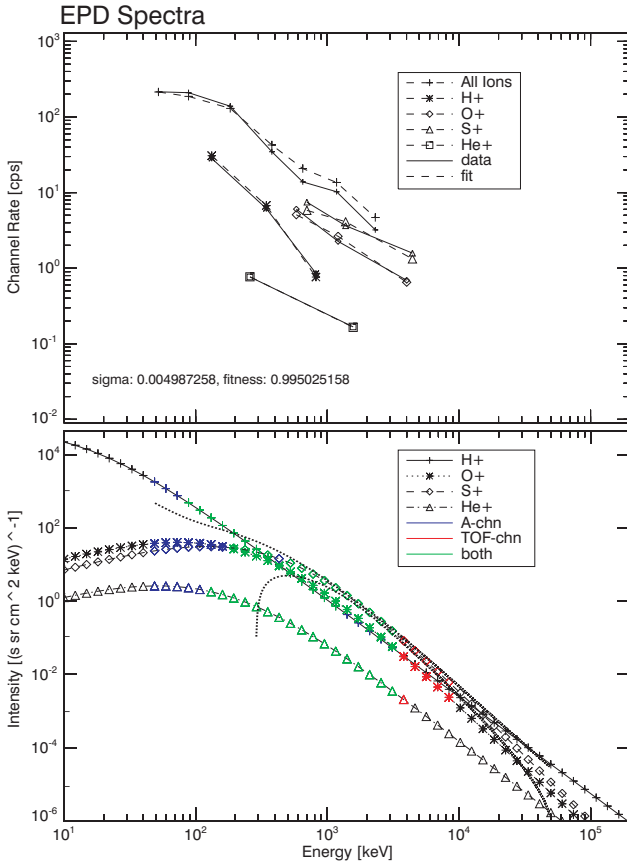 EPD Spectra
10^3
10^2
10^1
10^0
10^-1
10^-2
Channel Rate [cps]
All Ions
H+
O+
S+
He+
data
fit
sigma: 0.004987258, fitness: 0.995025158
10^4
10^2
10^0
10^-2
10^-4
10^-6
Intensity [(s sr cm^2 keV)^-1]
H+
O+
S+
He+
A-chn
TOF-chn
both
10^1
10^2
10^3
10^4
10^5
Energy [keV]